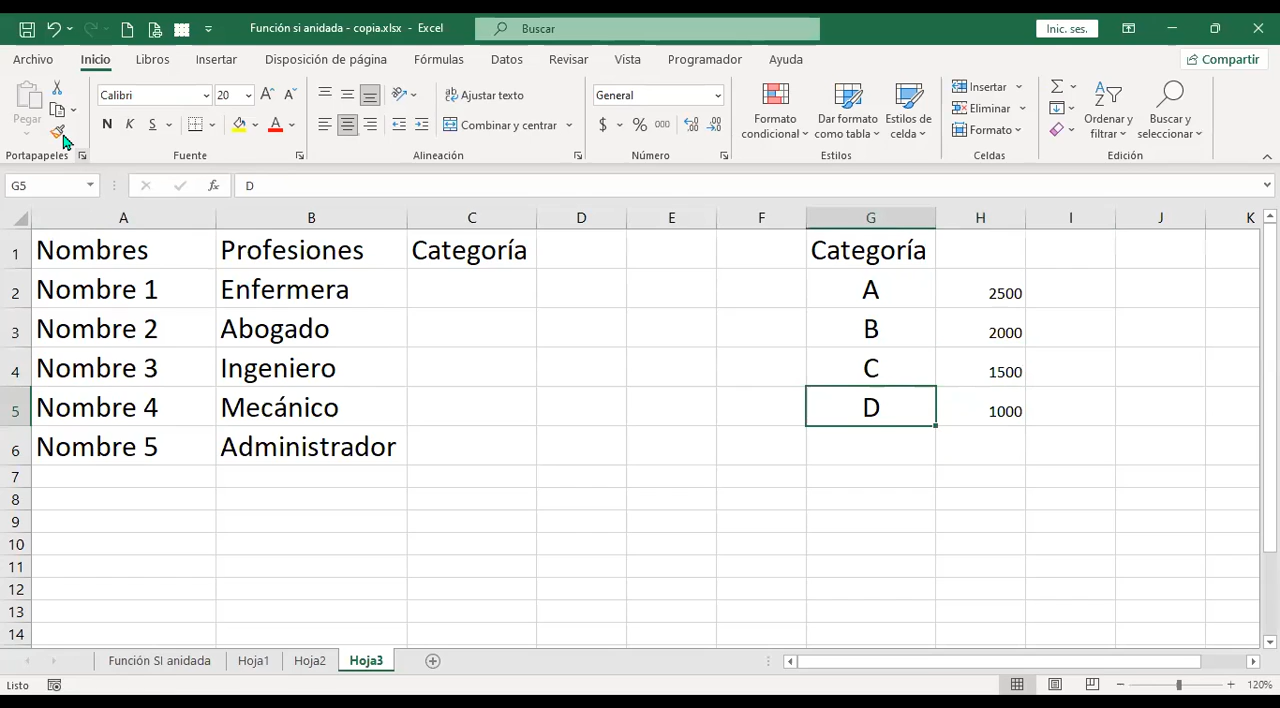 Función si anidada - copia.xlsx - Excel
Buscar
Inic. ses.
Archivo Inicio Libros Insertar Disposición de página Fórmulas Datos Revisar Vista Programador Ayuda Compartir
Pegar
Calibri 20
N K S
Ajustar texto
Combinar y centrar
General
$ % 000
Formato condicional
Dar formato como tabla
Estilos de celda
Insertar
Eliminar
Formato
Ordenar y filtrar
Buscar y seleccionar
Portapapeles Fuente Alineación Número Estilos Celdas Edición
G5 fx D
A B C D E F G H I J K
1 Nombres Profesiones Categoría Categoría
2 Nombre 1 Enfermera A 2500
3 Nombre 2 Abogado B 2000
4 Nombre 3 Ingeniero C 1500
5 Nombre 4 Mecánico D 1000
6 Nombre 5 Administrador
7
8
9
10
11
12
13
14
Función SI anidada Hoja1 Hoja2 Hoja3
Listo 120%